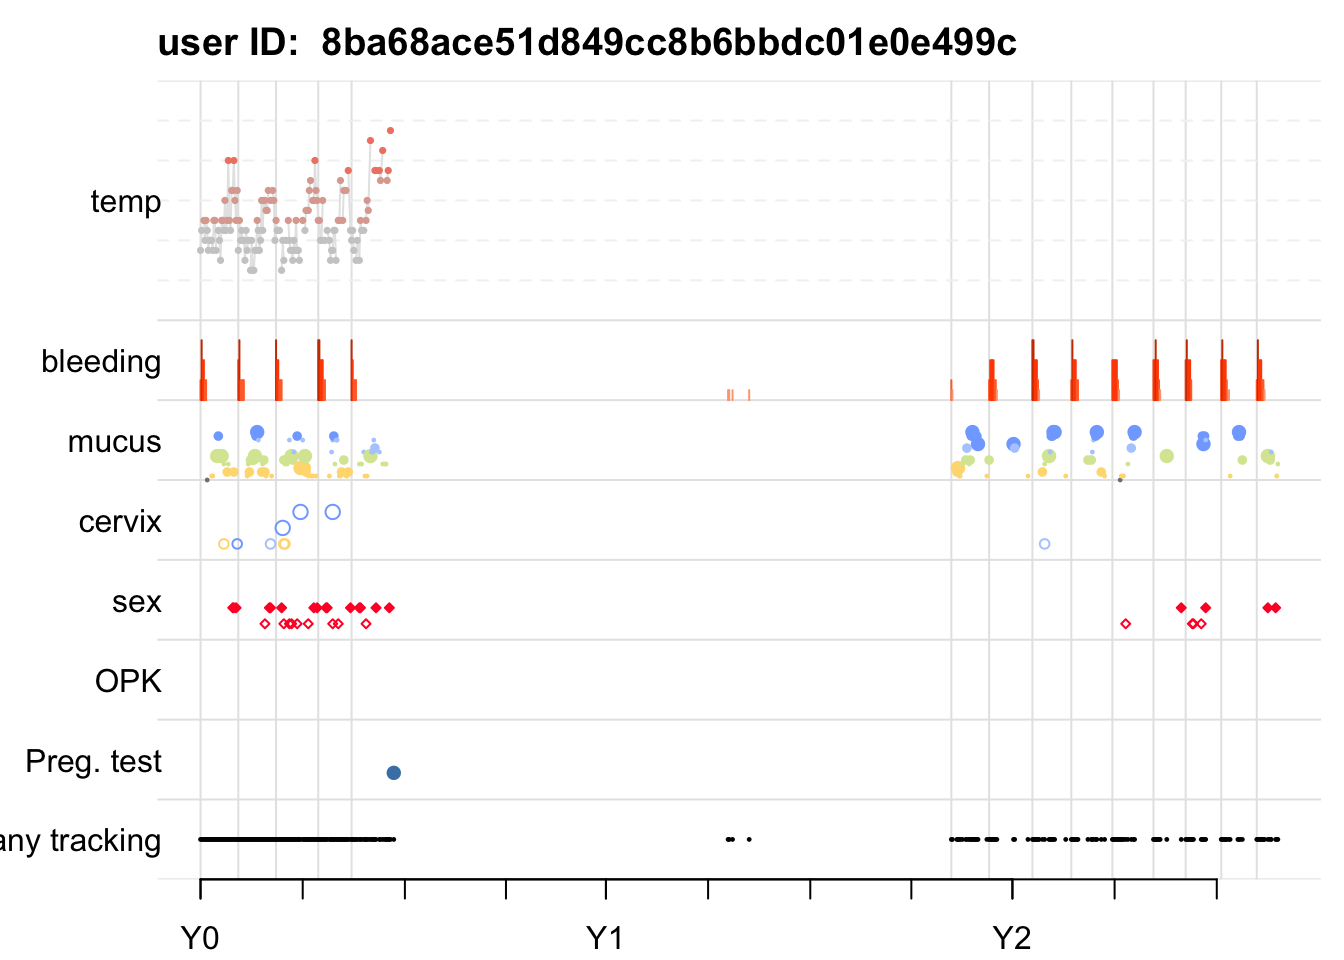 user ID:  8ba68ace51d849cc8b6bbdc01e0e499c
temp
bleeding
mucus
cervix
sex
OPK
Preg. test
any tracking
Y0 Y1 Y2